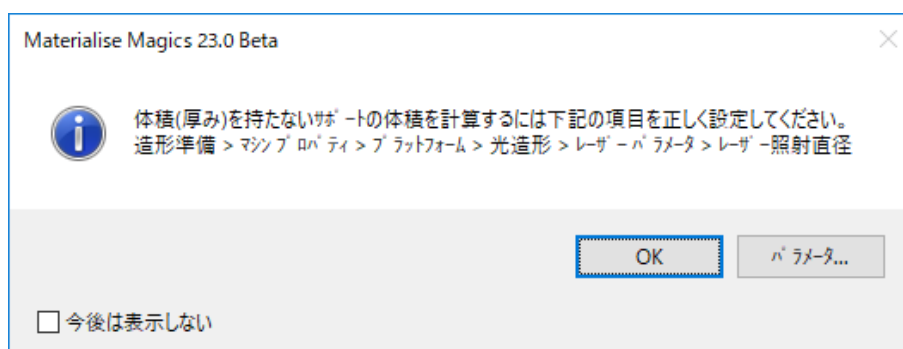 Materialise Magics 23.0 Beta
体積(厚み)を持たないｻﾎﾟｰﾄの体積を計算するには下記の項目を正しく設定してください。
造形準備 > ﾏｼﾝﾌﾟﾛﾊﾟﾃｨ > ﾌﾟﾗｯﾄﾌｫｰﾑ > 光造形 > ﾚｰｻﾞｰﾊﾟﾗﾒｰﾀ > ﾚｰｻﾞｰ照射直径
OK
ﾊﾟﾗﾒｰﾀ...
今後は表示しない